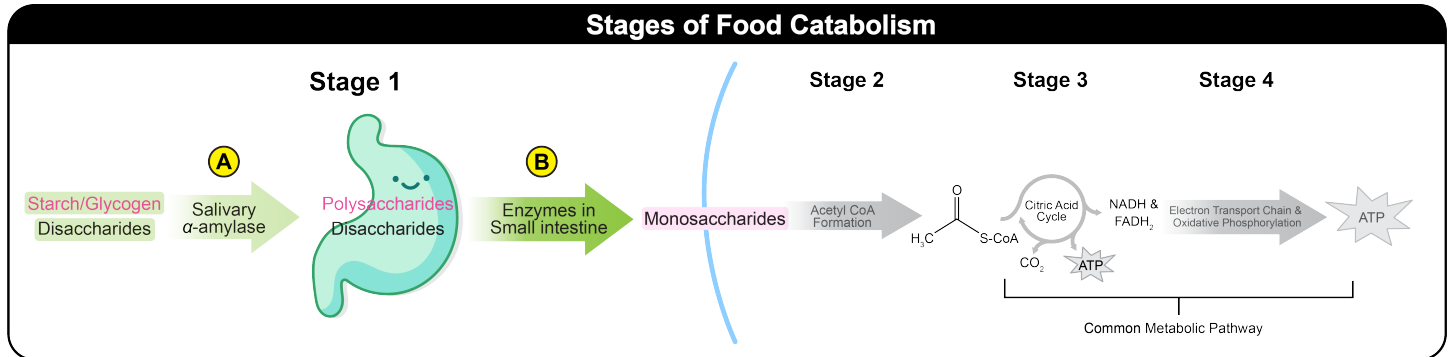 Stages of Food Catabolism
Stage 1
Stage 2
Stage 3
Stage 4
A
B
Starch/Glycogen
Disaccharides
Salivary
α-amylase
Polysaccharides
Disaccharides
Enzymes in
Small intestine
Monosaccharides
Acetyl CoA
Formation
O
H₃C
S-CoA
Citric Acid
Cycle
CO₂
ATP
NADH &
FADH₂
Electron Transport Chain &
Oxidative Phosphorylation
ATP
Common Metabolic Pathway